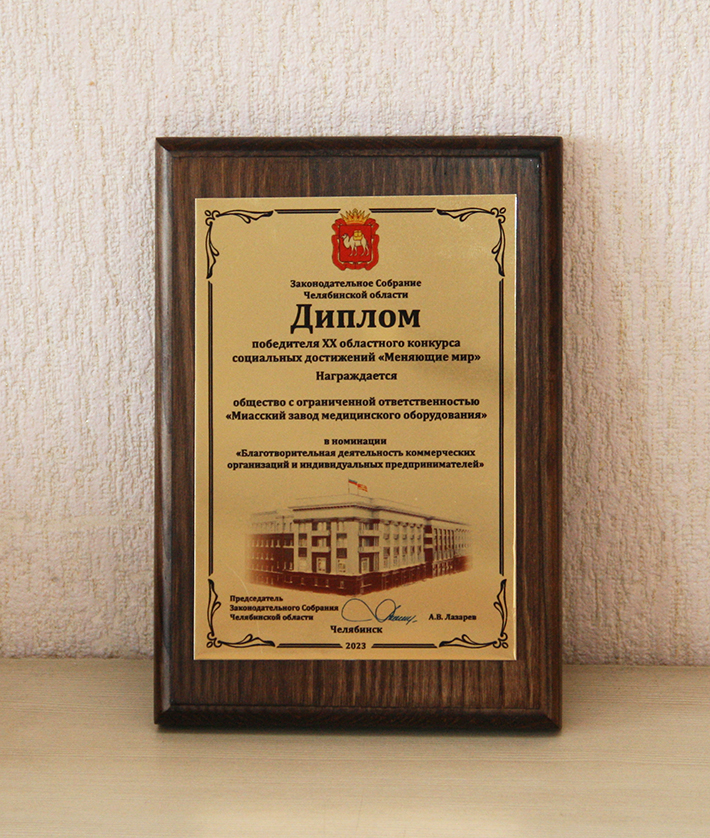 Законодательное Собрание
Челябинской области
Диплом
победителя XX областного конкурса
социальных достижений «Меняющие мир»
Награждается
общество с ограниченной ответственностью
«Миасский завод медицинского оборудования»
в номинации
«Благотворительная деятельность коммерческих
организаций и индивидуальных предпринимателей»
Председатель
Законодательного Собрания
Челябинской области
А.В. Лазарев
Челябинск
2023